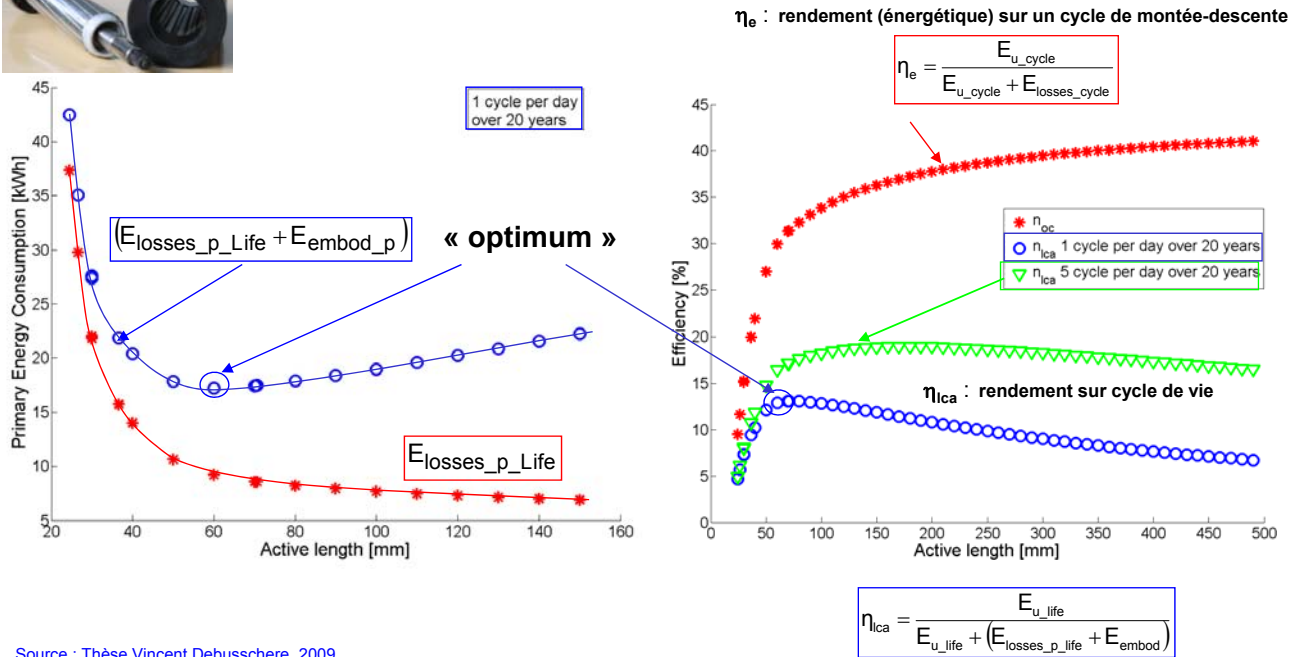 ηe : rendement (énergétique) sur un cycle de montée-descente
ηe = Eu_cycle / (Eu_cycle + Elosses_cycle)
45
40
35
30
25
20
15
10
5
20
40
60
80
100
120
140
160
Primary Energy Consumption [kWh]
Active length [mm]
1 cycle per day
over 20 years
(Elosses_p_Life + Eembod_p)
« optimum »
Elosses_p_Life
45
40
35
30
25
20
15
10
5
0
0
50
100
150
200
250
300
350
400
450
500
Efficiency [%]
Active length [mm]
noc
nlca 1 cycle per day over 20 years
nlca 5 cycle per day over 20 years
ηlca : rendement sur cycle de vie
ηlca = Eu_life / (Eu_life + (Elosses_p_life + Eembod))
Source : Thèse Vincent Debusschere, 2009